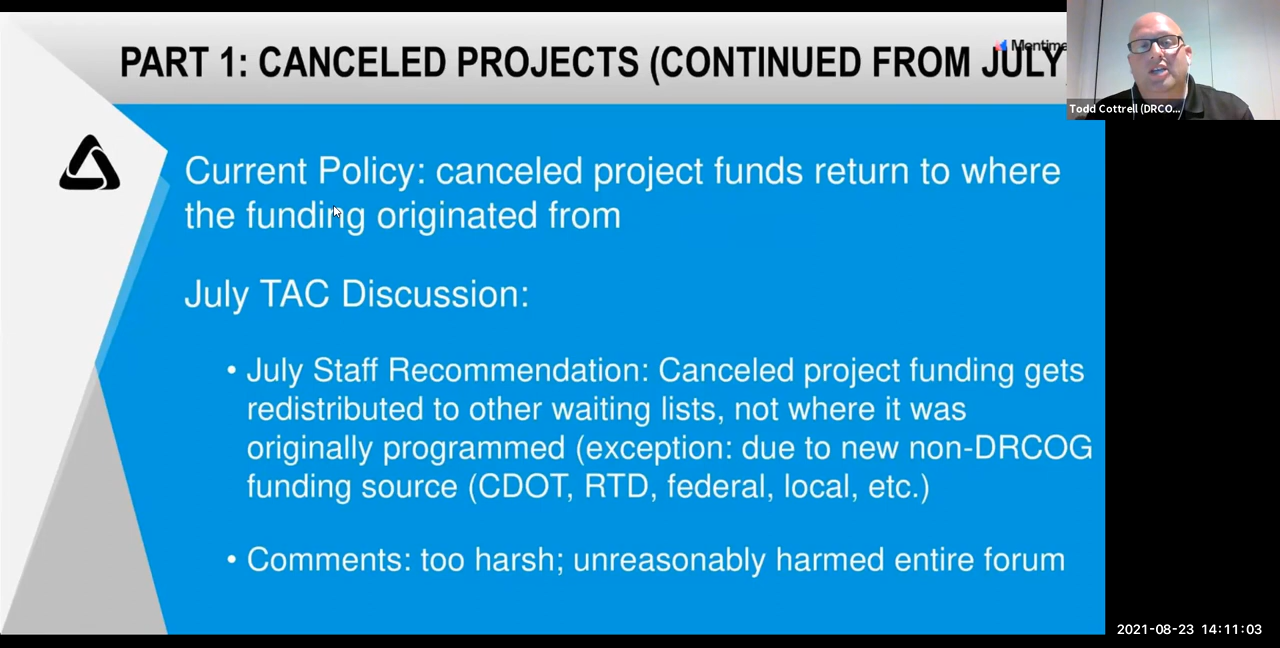 PART 1: CANCELED PROJECTS (CONTINUED FROM JULY
Mentime
Todd Cottrell (DRCO...
Current Policy: canceled project funds return to where
the funding originated from
July TAC Discussion:
• July Staff Recommendation: Canceled project funding gets
redistributed to other waiting lists, not where it was
originally programmed (exception: due to new non-DRCOG
funding source (CDOT, RTD, federal, local, etc.)
• Comments: too harsh; unreasonably harmed entire forum
2021-08-23 14:11:03